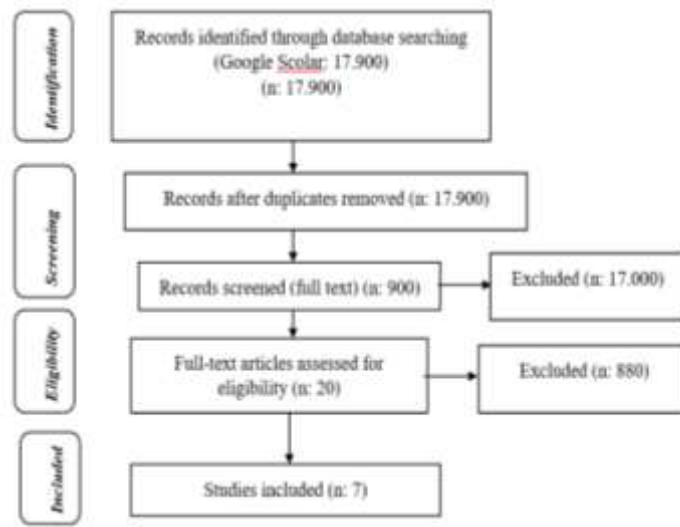 Identification
Records identified through database searching
(Google Scolar: 17.900)
(n: 17.900)
Screening
Records after duplicates removed (n: 17.900)
Records screened (full text) (n: 900)
Excluded (n: 17.000)
Eligibility
Full-text articles assessed for
eligibility (n: 20)
Excluded (n: 880)
Included
Studies included (n: 7)